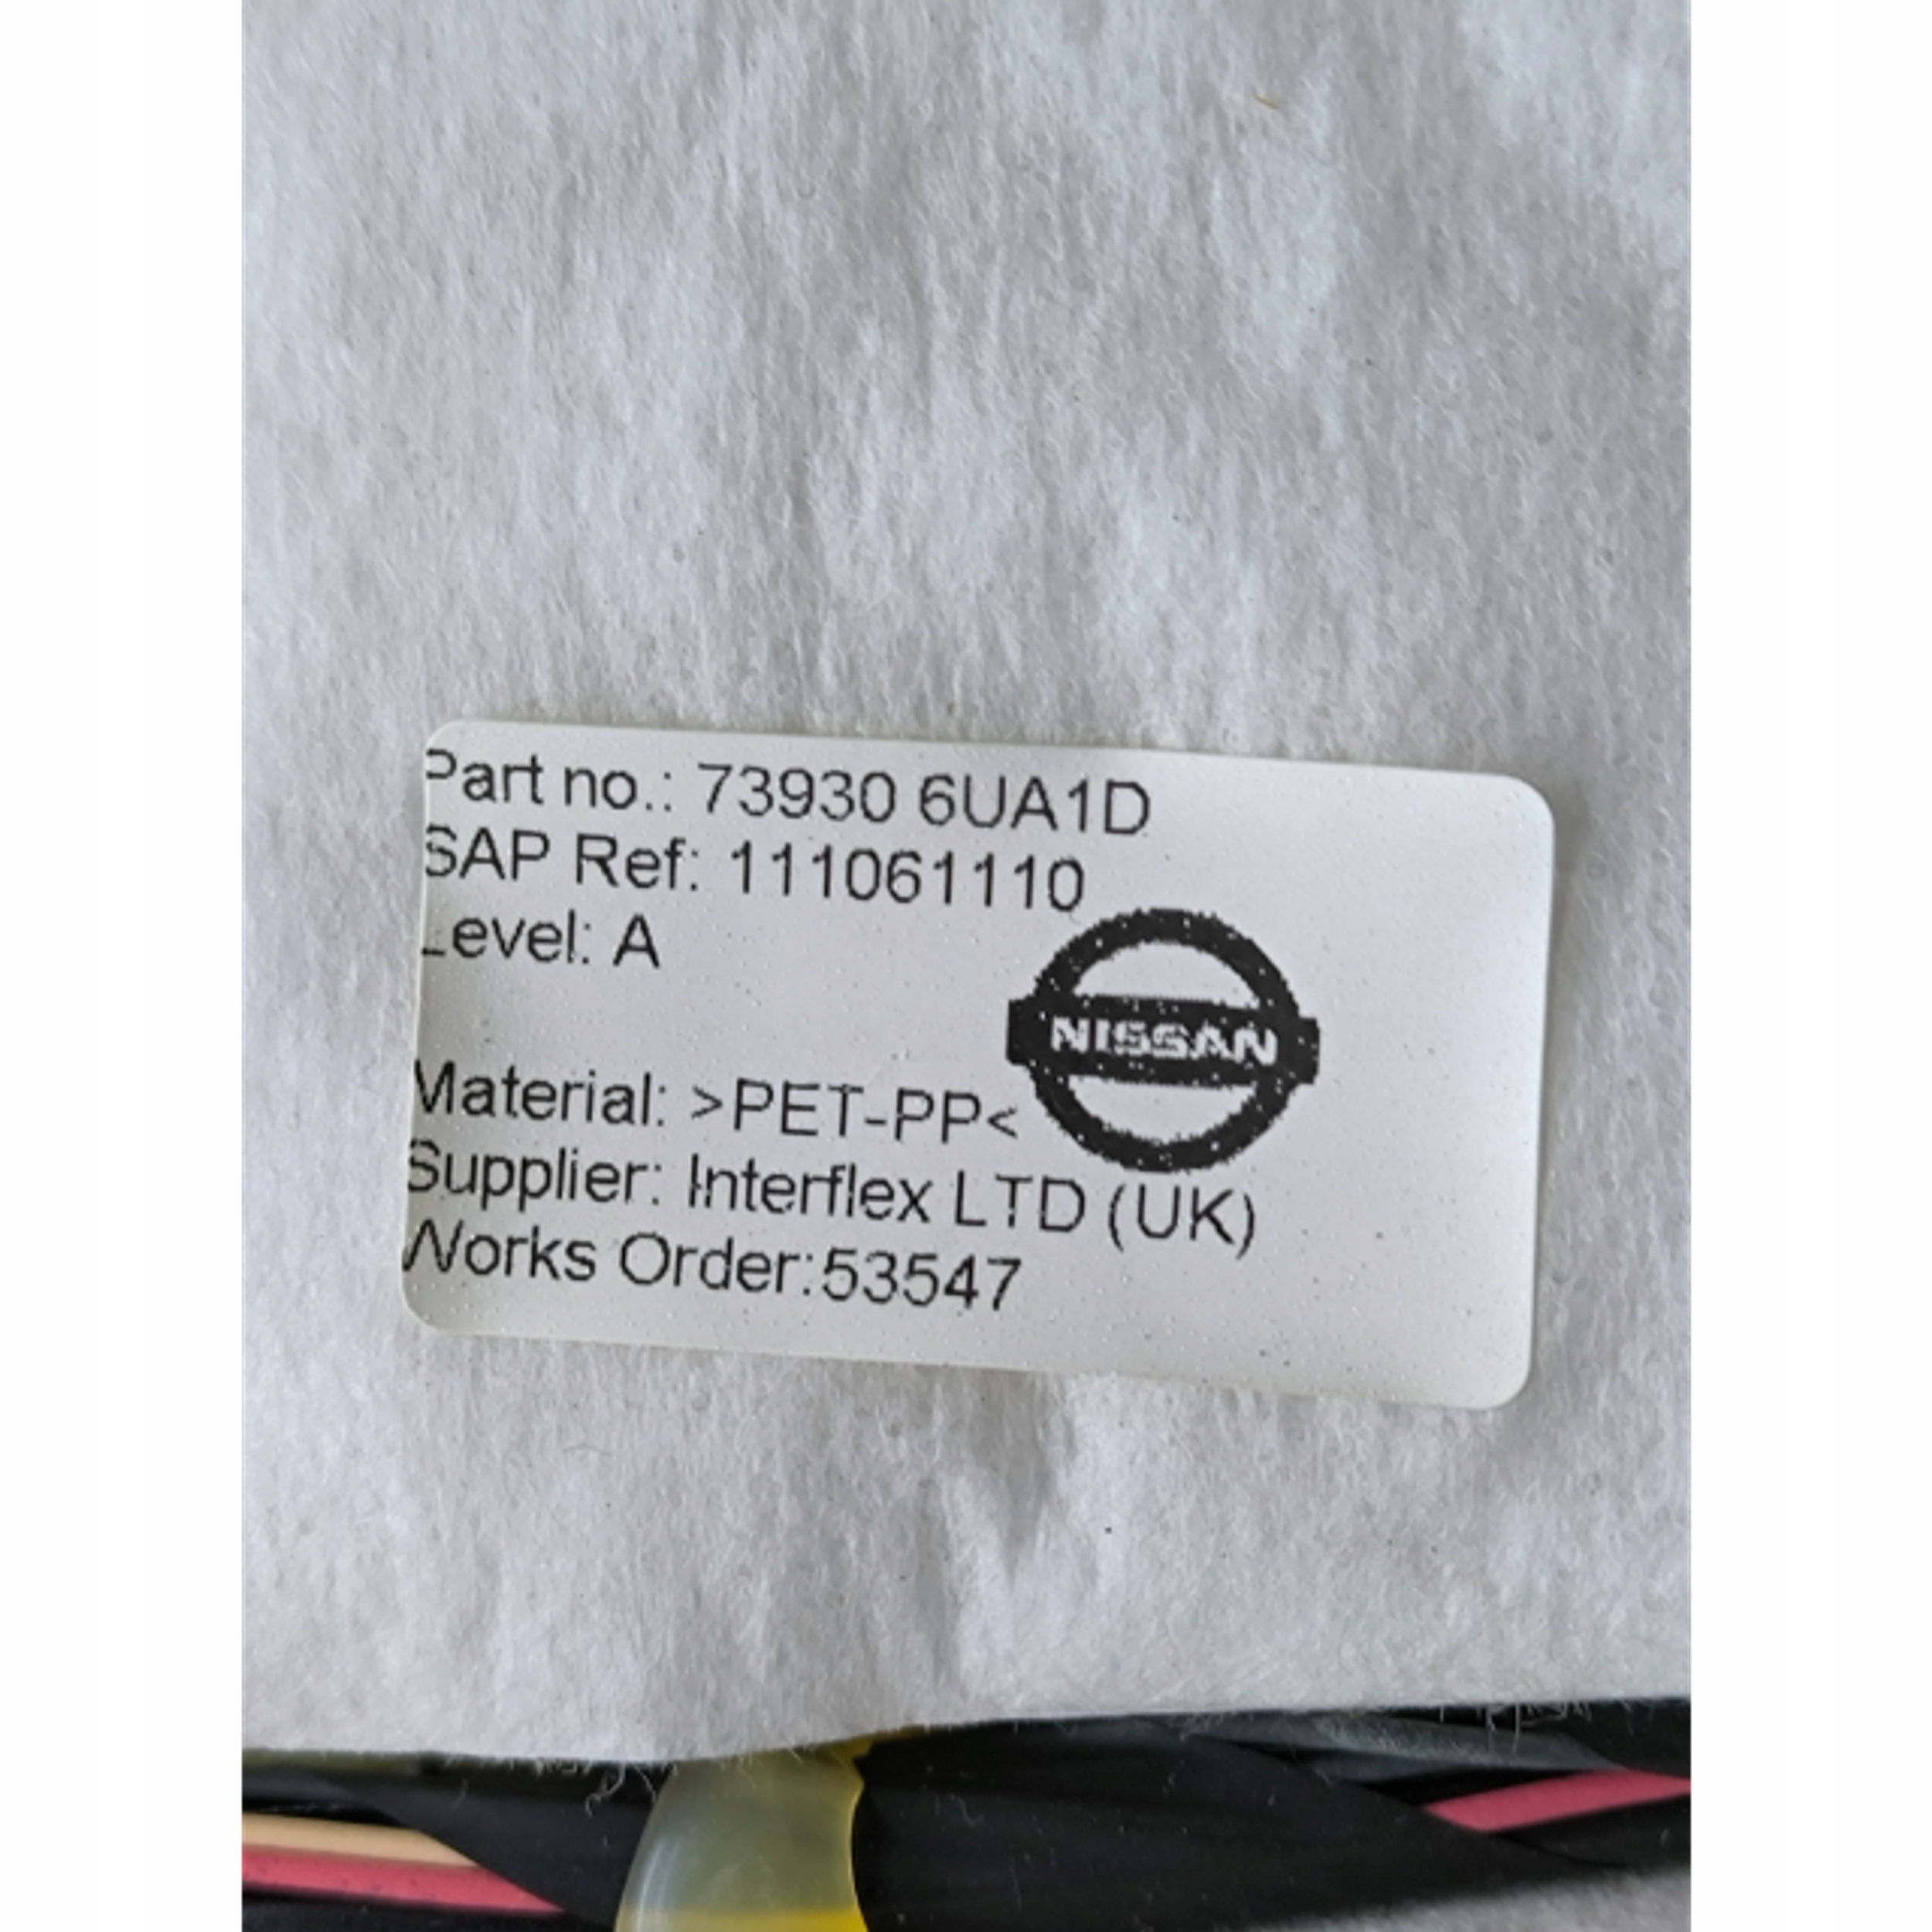 Part no.: 73930 6UA1D
SAP Ref: 111061110
Level: A
NISSAN
Material: >PET-PP<
Supplier: Interflex LTD (UK)
Works Order:53547